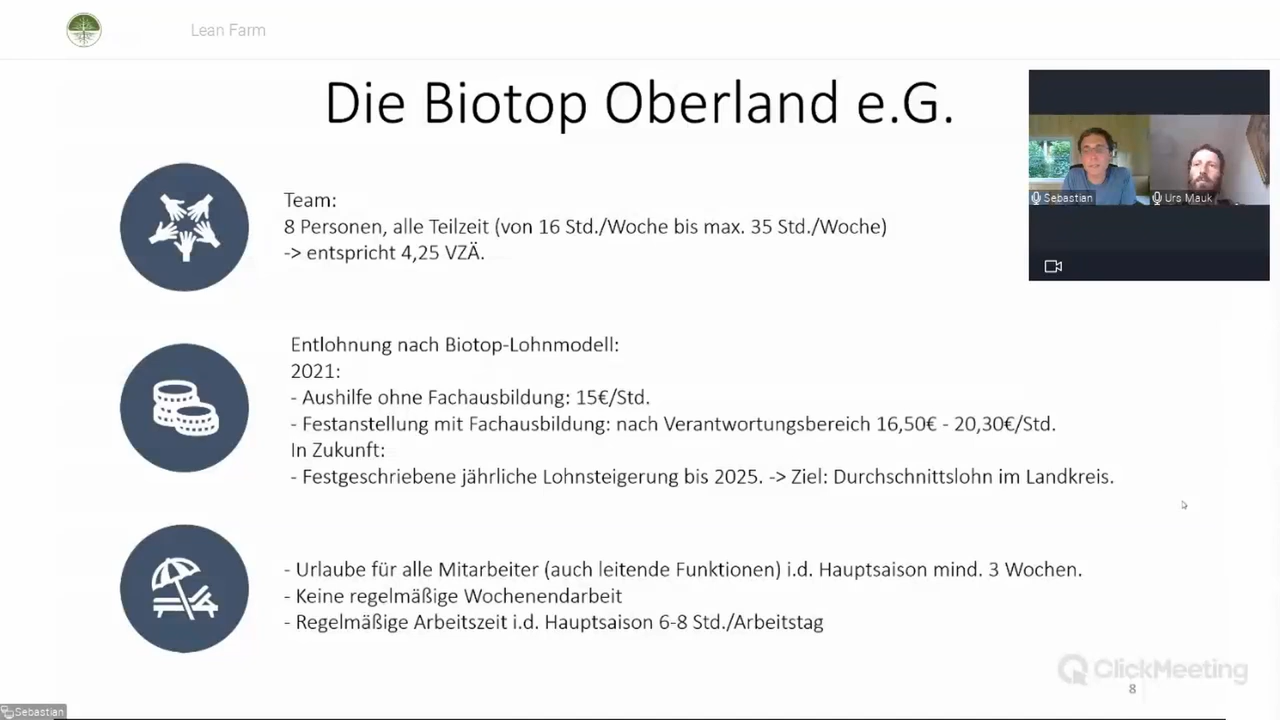 Lean Farm
Die Biotop Oberland e.G.
Sebastian
Urs Mauk
Team:
8 Personen, alle Teilzeit (von 16 Std./Woche bis max. 35 Std./Woche)
-> entspricht 4,25 VZÄ.
Entlohnung nach Biotop-Lohnmodell:
2021:
- Aushilfe ohne Fachausbildung: 15€/Std.
- Festanstellung mit Fachausbildung: nach Verantwortungsbereich 16,50€ - 20,30€/Std.
In Zukunft:
- Festgeschriebene jährliche Lohnsteigerung bis 2025. -> Ziel: Durchschnittslohn im Landkreis.
- Urlaube für alle Mitarbeiter (auch leitende Funktionen) i.d. Hauptsaison mind. 3 Wochen.
- Keine regelmäßige Wochenendarbeit
- Regelmäßige Arbeitszeit i.d. Hauptsaison 6-8 Std./Arbeitstag
ClickMeeting
8
Sebastian